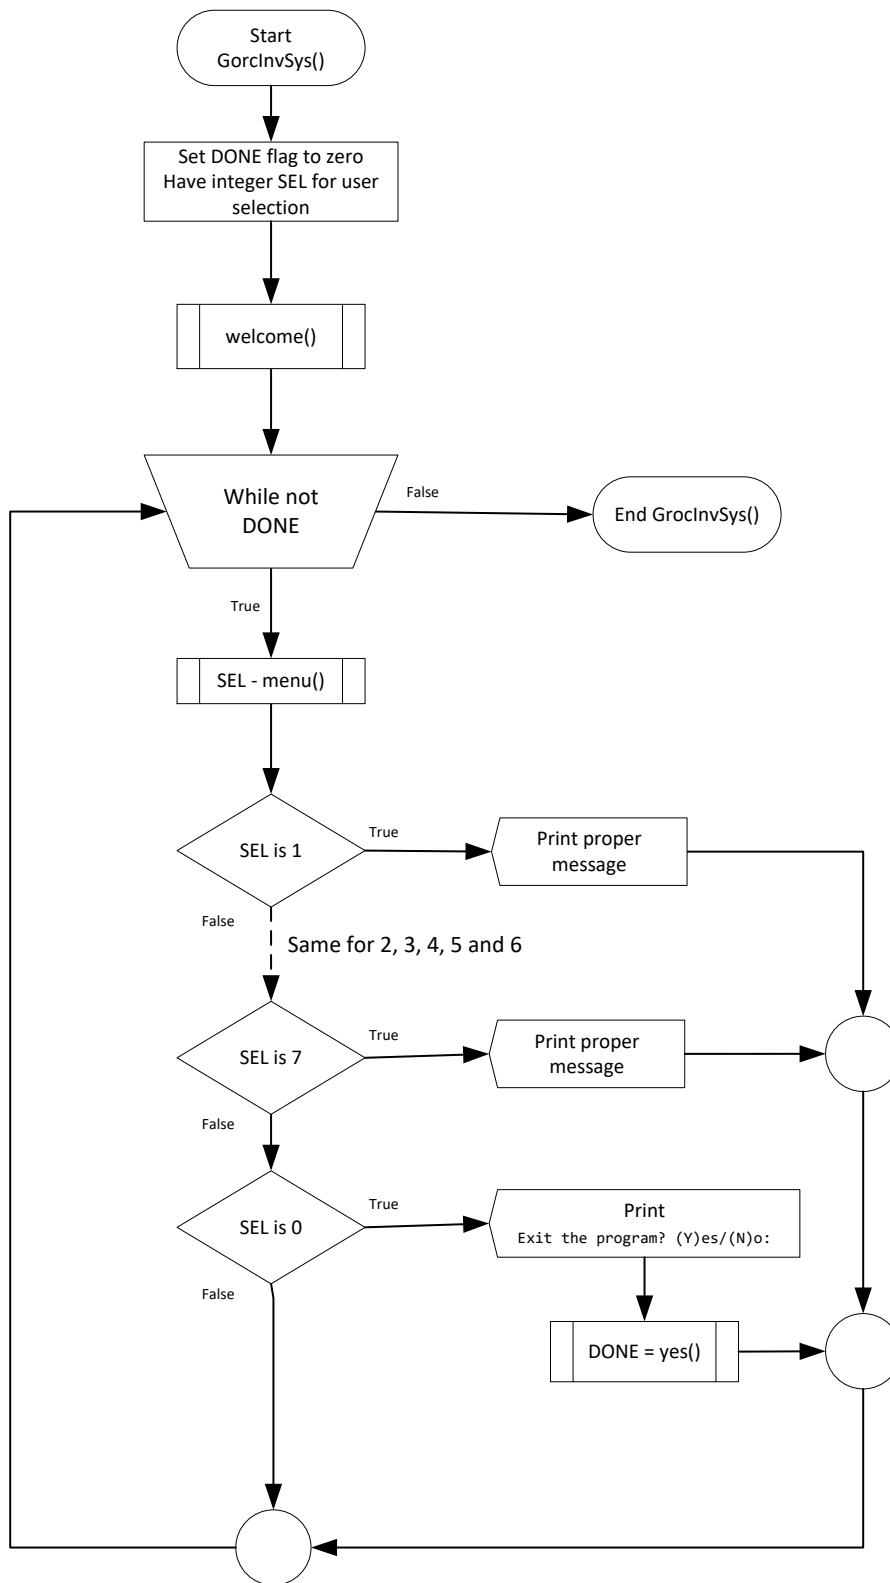 Start
GorcInvSys()
Set DONE flag to zero
Have integer SEL for user
selection
welcome()
While not
DONE
False
End GrocInvSys()
True
SEL - menu()
SEL is 1
True
Print proper
message
False
Same for 2, 3, 4, 5 and 6
SEL is 7
True
Print proper
message
False
SEL is 0
True
Print
Exit the program? (Y)es/(N)o:
False
DONE = yes()